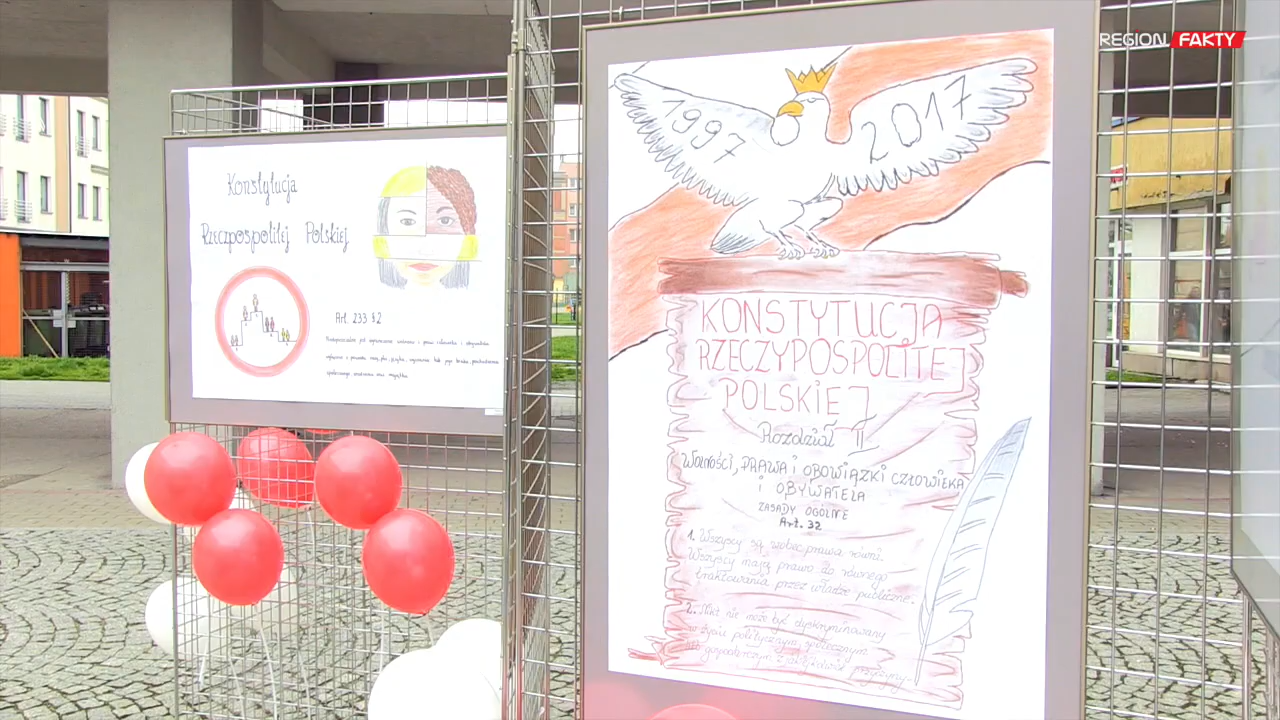 REGION FAKTY
Konstytucja
Rzeczpospolitej Polskiej
Art. 233 §2
1997
2017
KONSTYTUCJA
RZECZYPOSPOLITEJ
POLSKIEJ
Rozdział II
Wolności, PRAWA i OBOWIĄZKI CZŁOWIEKA
i OBYWATELA
ZASADY OGÓLNE
Art. 32
1. Wszyscy są wobec prawa równi.
Wszyscy mają prawo do równego
traktowania przez władze publiczne.
2. Nikt nie może być dyskryminowany
w życiu politycznym, społecznym
lub gospodarczym z jakiejkolwiek przyczyny.